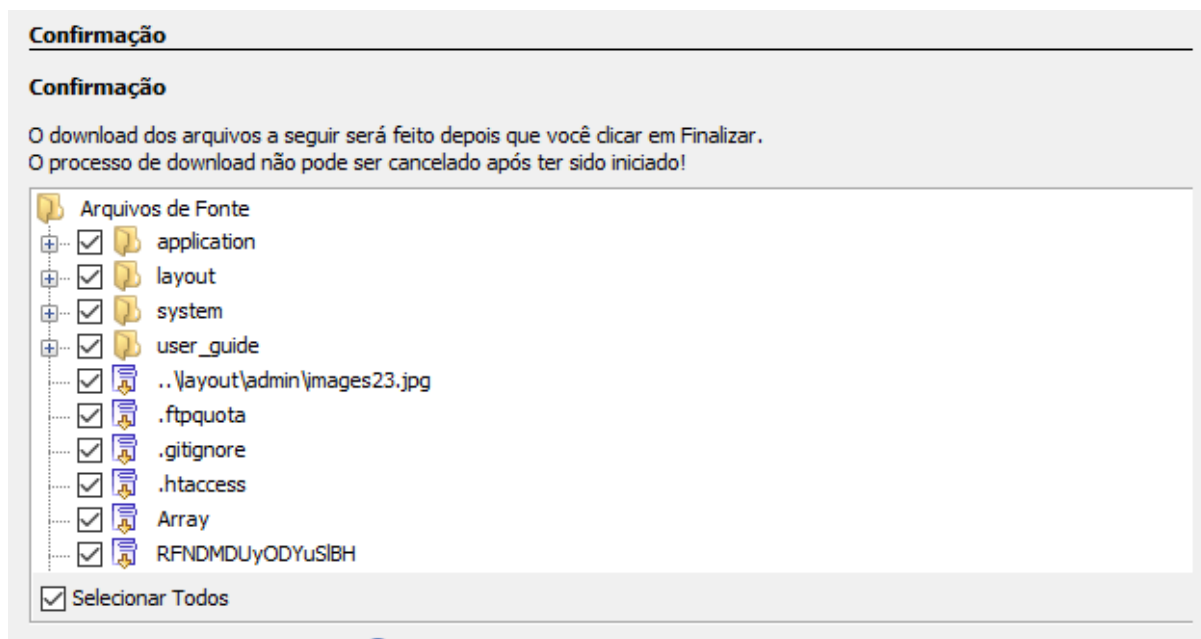 Confirmação
Confirmação
O download dos arquivos a seguir será feito depois que você clicar em Finalizar.
O processo de download não pode ser cancelado após ter sido iniciado!
Arquivos de Fonte
application
layout
system
user_guide
..\layout\admin\images23.jpg
.ftpquota
.gitignore
.htaccess
Array
RFNDMDUyODYuSlBH
Selecionar Todos